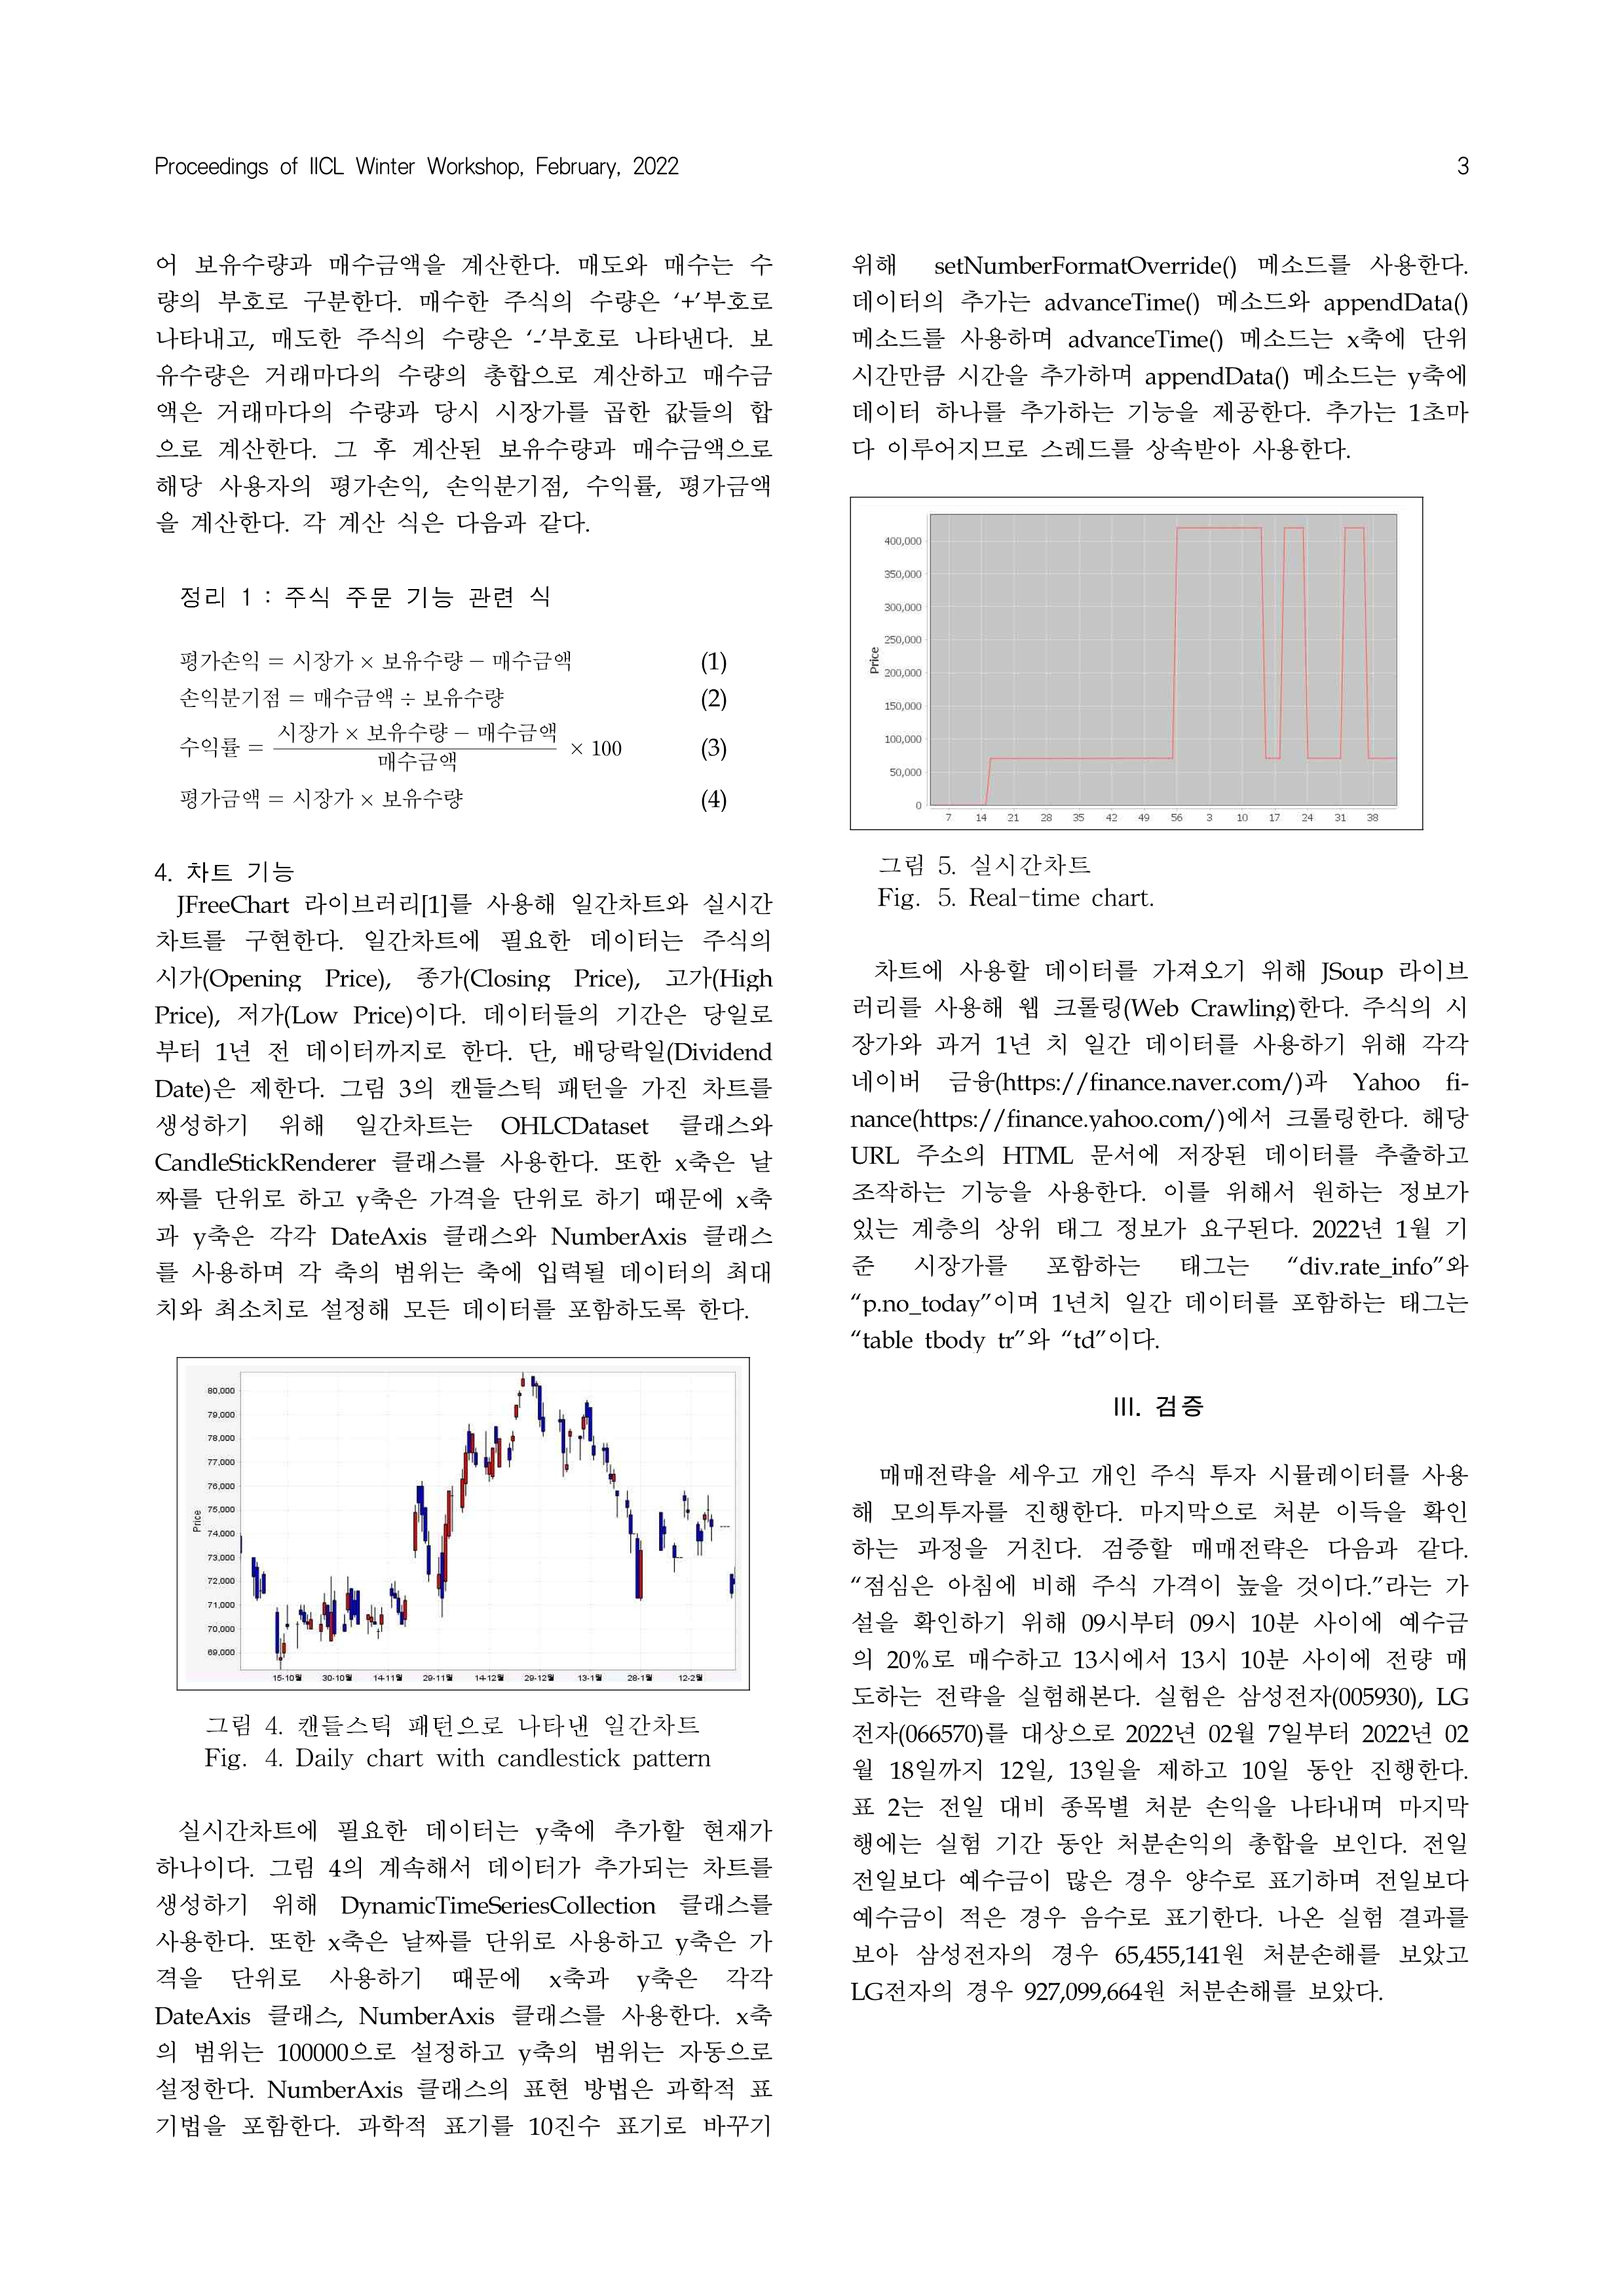 Proceedings of IICL Winter Workshop, February, 2022
3
어 보유수량과 매수금액을 계산한다. 매도와 매수는 수
량의 부호로 구분한다. 매수한 주식의 수량은 ‘+’부호로
나타내고, 매도한 주식의 수량은 ‘-’부호로 나타낸다. 보
유수량은 거래마다의 수량의 총합으로 계산하고 매수금
액은 거래마다의 수량과 당시 시장가를 곱한 값들의 합
으로 계산한다. 그 후 계산된 보유수량과 매수금액으로
해당 사용자의 평가손익, 손익분기점, 수익률, 평가금액
을 계산한다. 각 계산 식은 다음과 같다.
정리 1 : 주식 주문 기능 관련 식
평가손익 = 시장가 × 보유수량 − 매수금액 (1)
손익분기점 = 매수금액 ÷ 보유수량 (2)
시장가 × 보유수량 − 매수금액
수익률 = × 100 (3)
매수금액
평가금액 = 시장가 × 보유수량 (4)
4. 차트 기능
JFreeChart 라이브러리[1]를 사용해 일간차트와 실시간
차트를 구현한다. 일간차트에 필요한 데이터는 주식의
시가(Opening Price), 종가(Closing Price), 고가(High
Price), 저가(Low Price)이다. 데이터들의 기간은 당일로
부터 1년 전 데이터까지로 한다. 단, 배당락일(Dividend
Date)은 제한다. 그림 3의 캔들스틱 패턴을 가진 차트를
생성하기 위해 일간차트는 OHLCDataset 클래스와
CandleStickRenderer 클래스를 사용한다. 또한 x축은 날
짜를 단위로 하고 y축은 가격을 단위로 하기 때문에 x축
과 y축은 각각 DateAxis 클래스와 NumberAxis 클래스
를 사용하며 각 축의 범위는 축에 입력될 데이터의 최대
치와 최소치로 설정해 모든 데이터를 포함하도록 한다.
80,000
79,000
78,000
77,000
76,000
75,000
74,000
73,000
72,000
71,000
70,000
69,000
Price
15-10월 30-10월 14-11월 29-11월 14-12월 29-12월 13-1월 28-1월 12-2월
그림 4. 캔들스틱 패턴으로 나타낸 일간차트
Fig. 4. Daily chart with candlestick pattern
실시간차트에 필요한 데이터는 y축에 추가할 현재가
하나이다. 그림 4의 계속해서 데이터가 추가되는 차트를
생성하기 위해 DynamicTimeSeriesCollection 클래스를
사용한다. 또한 x축은 날짜를 단위로 사용하고 y축은 가
격을 단위로 사용하기 때문에 x축과 y축은 각각
DateAxis 클래스, NumberAxis 클래스를 사용한다. x축
의 범위는 100000으로 설정하고 y축의 범위는 자동으로
설정한다. NumberAxis 클래스의 표현 방법은 과학적 표
기법을 포함한다. 과학적 표기를 10진수 표기로 바꾸기
위해 setNumberFormatOverride() 메소드를 사용한다.
데이터의 추가는 advanceTime() 메소드와 appendData()
메소드를 사용하며 advanceTime() 메소드는 x축에 단위
시간만큼 시간을 추가하며 appendData() 메소드는 y축에
데이터 하나를 추가하는 기능을 제공한다. 추가는 1초마
다 이루어지므로 스레드를 상속받아 사용한다.
400,000
350,000
300,000
250,000
200,000
150,000
100,000
50,000
0
Price
7 14 21 28 35 42 49 56 3 10 17 24 31 38
그림 5. 실시간차트
Fig. 5. Real-time chart.
차트에 사용할 데이터를 가져오기 위해 JSoup 라이브
러리를 사용해 웹 크롤링(Web Crawling)한다. 주식의 시
장가와 과거 1년 치 일간 데이터를 사용하기 위해 각각
네이버 금융(https://finance.naver.com/)과 Yahoo fi-
nance(https://finance.yahoo.com/)에서 크롤링한다. 해당
URL 주소의 HTML 문서에 저장된 데이터를 추출하고
조작하는 기능을 사용한다. 이를 위해서 원하는 정보가
있는 계층의 상위 태그 정보가 요구된다. 2022년 1월 기
준 시장가를 포함하는 태그는 “div.rate_info”와
“p.no_today”이며 1년치 일간 데이터를 포함하는 태그는
“table tbody tr”와 “td”이다.
III. 검증
매매전략을 세우고 개인 주식 투자 시뮬레이터를 사용
해 모의투자를 진행한다. 마지막으로 처분 이득을 확인
하는 과정을 거친다. 검증할 매매전략은 다음과 같다.
“점심은 아침에 비해 주식 가격이 높을 것이다.”라는 가
설을 확인하기 위해 09시부터 09시 10분 사이에 예수금
의 20%로 매수하고 13시에서 13시 10분 사이에 전량 매
도하는 전략을 실험해본다. 실험은 삼성전자(005930), LG
전자(066570)를 대상으로 2022년 02월 7일부터 2022년 02
월 18일까지 12일, 13일을 제하고 10일 동안 진행한다.
표 2는 전일 대비 종목별 처분 손익을 나타내며 마지막
행에는 실험 기간 동안 처분손익의 총합을 보인다. 전일
전일보다 예수금이 많은 경우 양수로 표기하며 전일보다
예수금이 적은 경우 음수로 표기한다. 나온 실험 결과를
보아 삼성전자의 경우 65,455,141원 처분손해를 보았고
LG전자의 경우 927,099,664원 처분손해를 보았다.